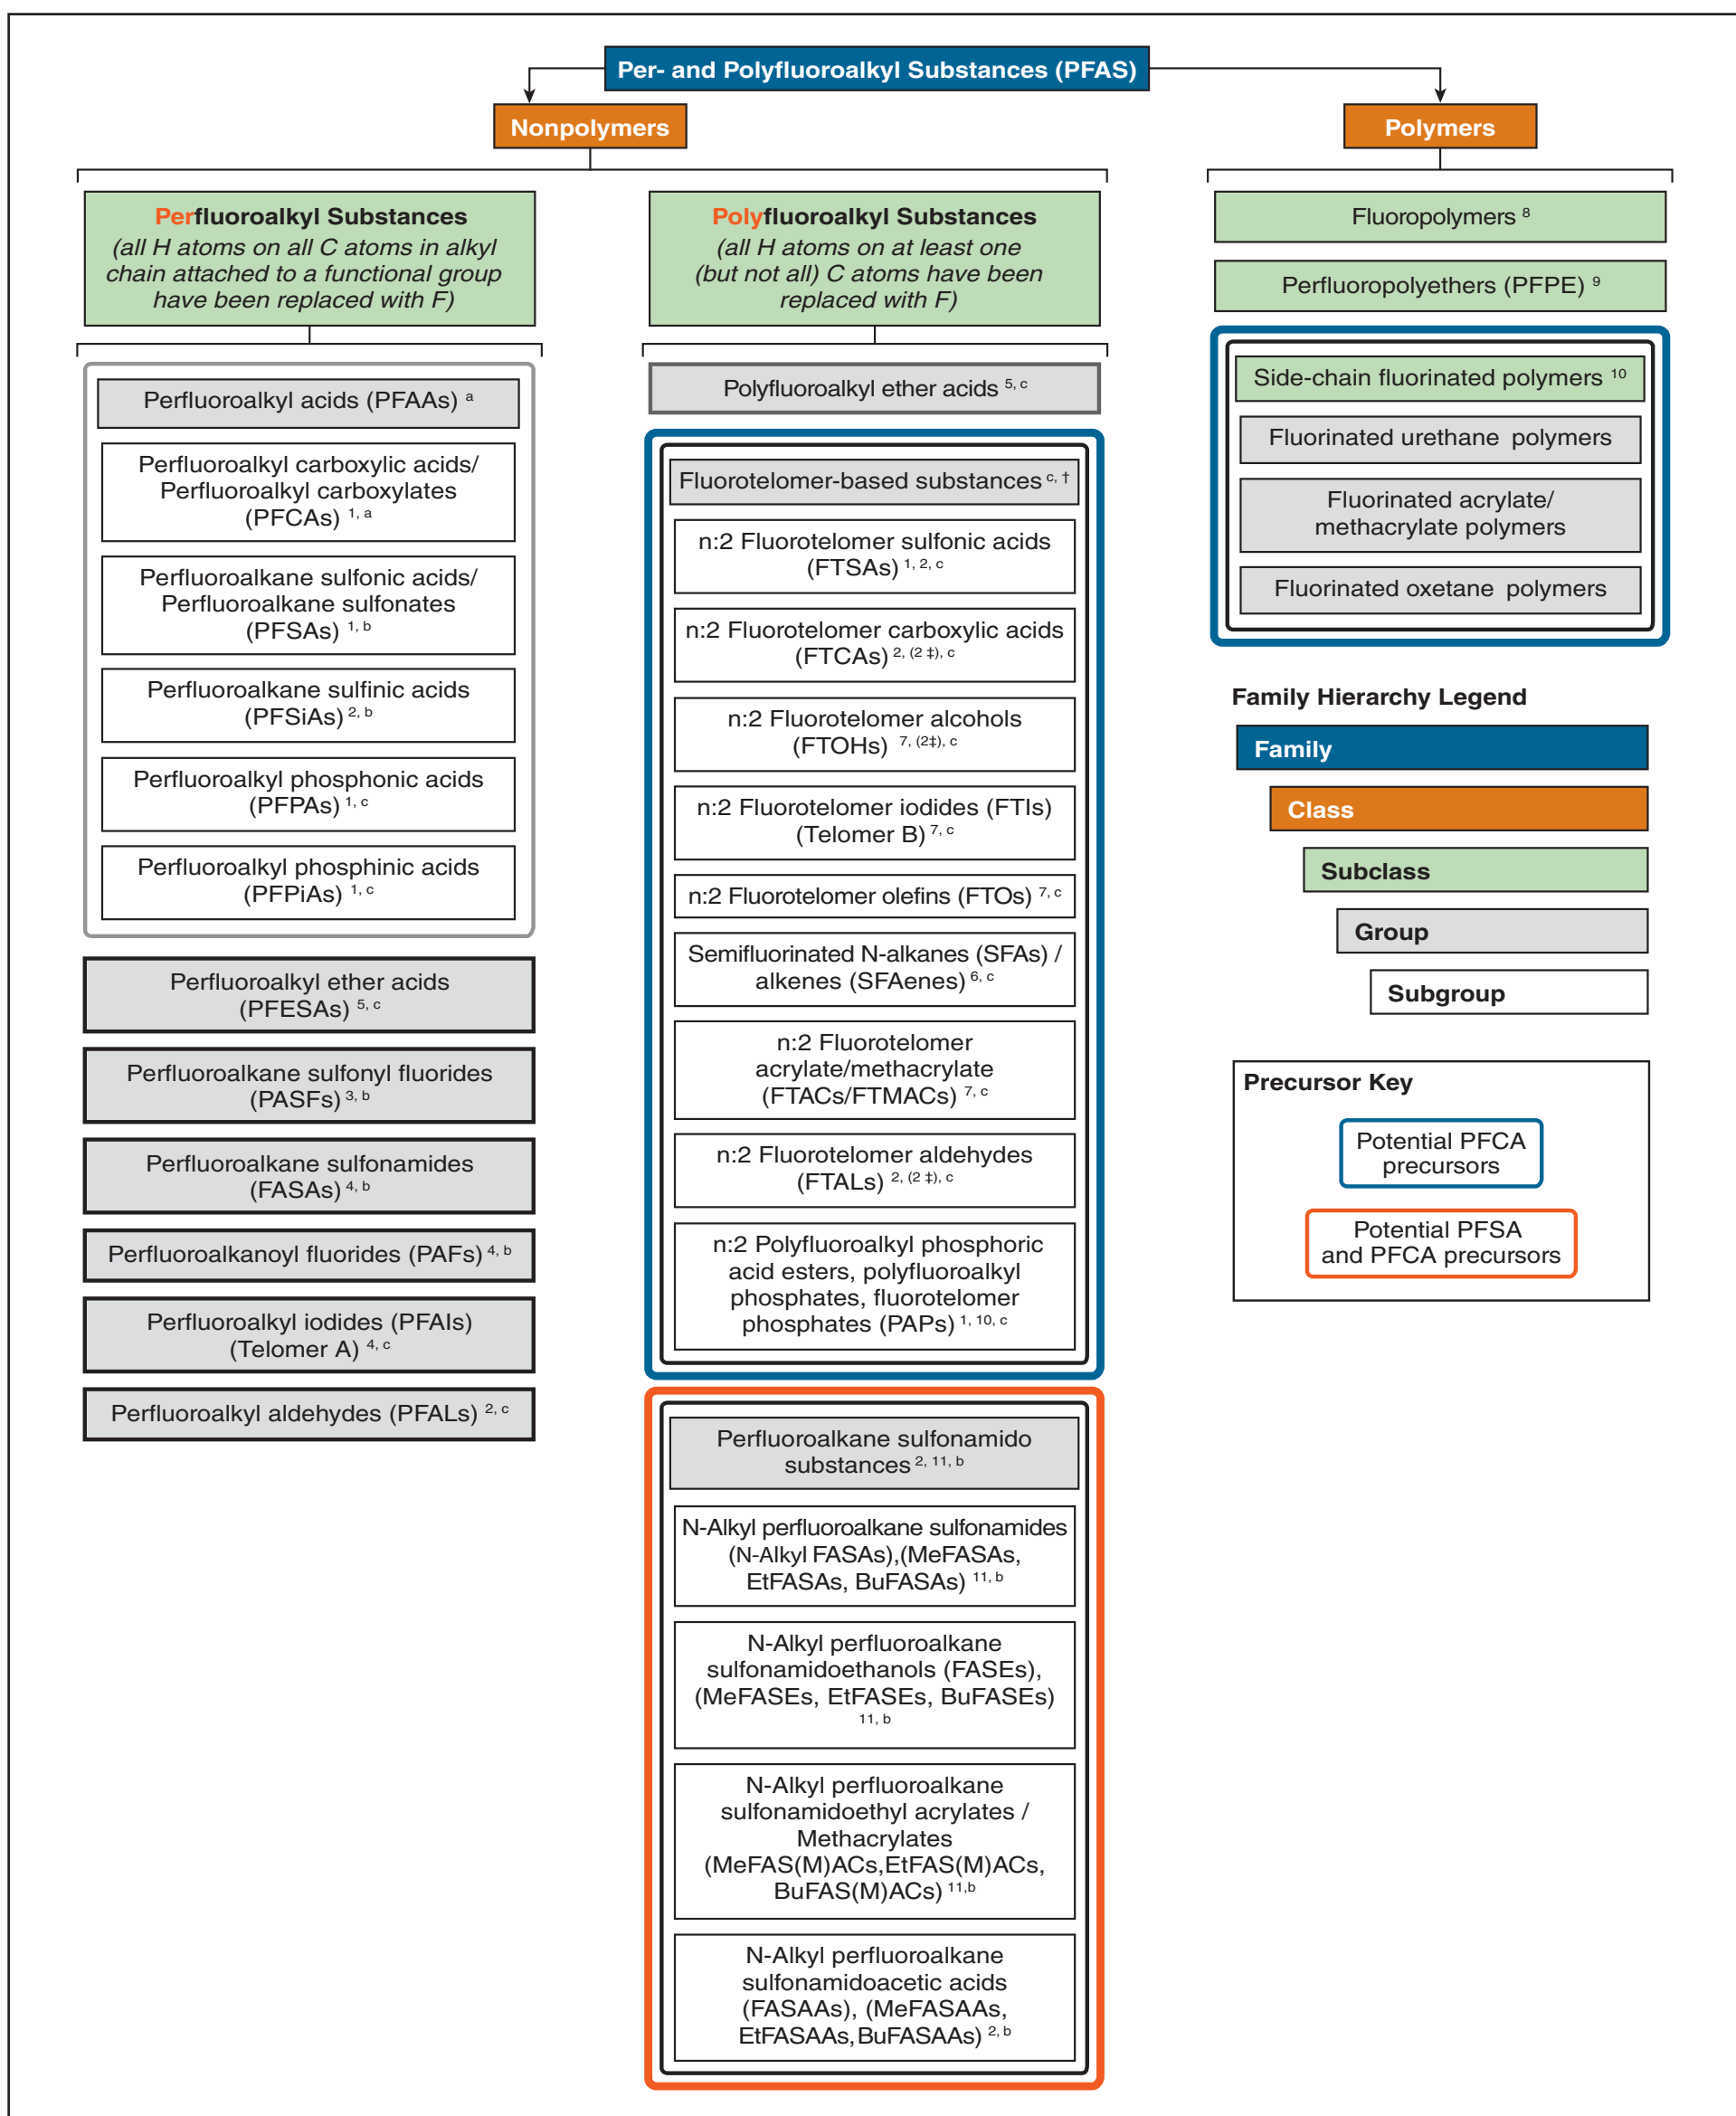 Per- and Polyfluoroalkyl Substances (PFAS)
Nonpolymers
Polymers
Perfluoroalkyl Substances
(all H atoms on all C atoms in alkyl
chain attached to a functional group
have been replaced with F)
Perfluoroalkyl acids (PFAAs) a
Perfluoroalkyl carboxylic acids/
Perfluoroalkyl carboxylates
(PFCAs) 1, a
Perfluoroalkane sulfonic acids/
Perfluoroalkane sulfonates
(PFSAs) 1, b
Perfluoroalkane sulfinic acids
(PFSiAs) 2, b
Perfluoroalkyl phosphonic acids
(PFPAs) 1, c
Perfluoroalkyl phosphinic acids
(PFPiAs) 1, c
Perfluoroalkyl ether acids
(PFESAs) 5, c
Perfluoroalkane sulfonyl fluorides
(PASFs) 3, b
Perfluoroalkane sulfonamides
(FASAs) 4, b
Perfluoroalkanoyl fluorides (PAFs) 4, b
Perfluoroalkyl iodides (PFAIs)
(Telomer A) 4, c
Perfluoroalkyl aldehydes (PFALs) 2, c
Polyfluoroalkyl Substances
(all H atoms on at least one
(but not all) C atoms have been
replaced with F)
Polyfluoroalkyl ether acids 5, c
Fluorotelomer-based substances c, †
n:2 Fluorotelomer sulfonic acids
(FTSAs) 1, 2, c
n:2 Fluorotelomer carboxylic acids
(FTCAs) 2, (2 ‡), c
n:2 Fluorotelomer alcohols
(FTOHs) 7, (2‡), c
n:2 Fluorotelomer iodides (FTIs)
(Telomer B) 7, c
n:2 Fluorotelomer olefins (FTOs) 7, c
Semifluorinated N-alkanes (SFAs) /
alkenes (SFAenes) 6, c
n:2 Fluorotelomer
acrylate/methacrylate
(FTACs/FTMACs) 7, c
n:2 Fluorotelomer aldehydes
(FTALs) 2, (2 ‡), c
n:2 Polyfluoroalkyl phosphoric
acid esters, polyfluoroalkyl
phosphates, fluorotelomer
phosphates (PAPs) 1, 10, c
Perfluoroalkane sulfonamido
substances 2, 11, b
N-Alkyl perfluoroalkane sulfonamides
(N-Alkyl FASAs),(MeFASAs,
EtFASAs, BuFASAs) 11, b
N-Alkyl perfluoroalkane
sulfonamidoethanols (FASEs),
(MeFASEs, EtFASEs, BuFASEs)
11, b
N-Alkyl perfluoroalkane
sulfonamidoethyl acrylates /
Methacrylates
(MeFAS(M)ACs,EtFAS(M)ACs,
BuFAS(M)ACs) 11,b
N-Alkyl perfluoroalkane
sulfonamidoacetic acids
(FASAAs), (MeFASAAs,
EtFASAAs,BuFASAAs) 2, b
Fluoropolymers 8
Perfluoropolyethers (PFPE) 9
Side-chain fluorinated polymers 10
Fluorinated urethane polymers
Fluorinated acrylate/
methacrylate polymers
Fluorinated oxetane polymers
Family Hierarchy Legend
Family
Class
Subclass
Group
Subgroup
Precursor Key
Potential PFCA
precursors
Potential PFSA
and PFCA precursors